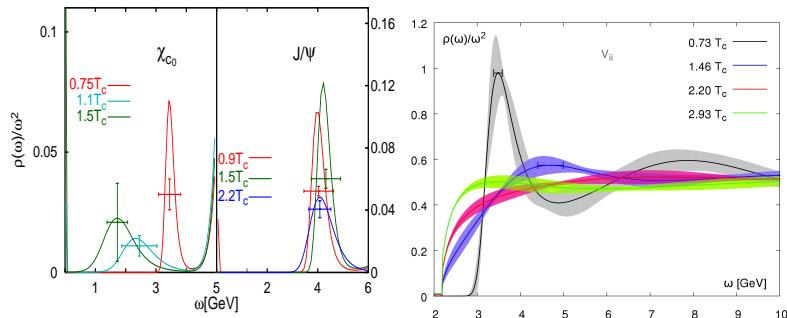 0.11
0.05
0
ρ(ω)/ω²
χc₀
0.75Tc
1.1Tc
1.5Tc
1
3
5
J/ψ
0.9Tc
1.5Tc
2.2Tc
0.16
0.12
0.08
0.04
0.00
2
4
6
ω[GeV]
1.2
1
0.8
0.6
0.4
0.2
0
ρ(ω)/ω²
Vii
0.73 Tc
1.46 Tc
2.20 Tc
2.93 Tc
ω [GeV]
2
3
4
5
6
7
8
9
10